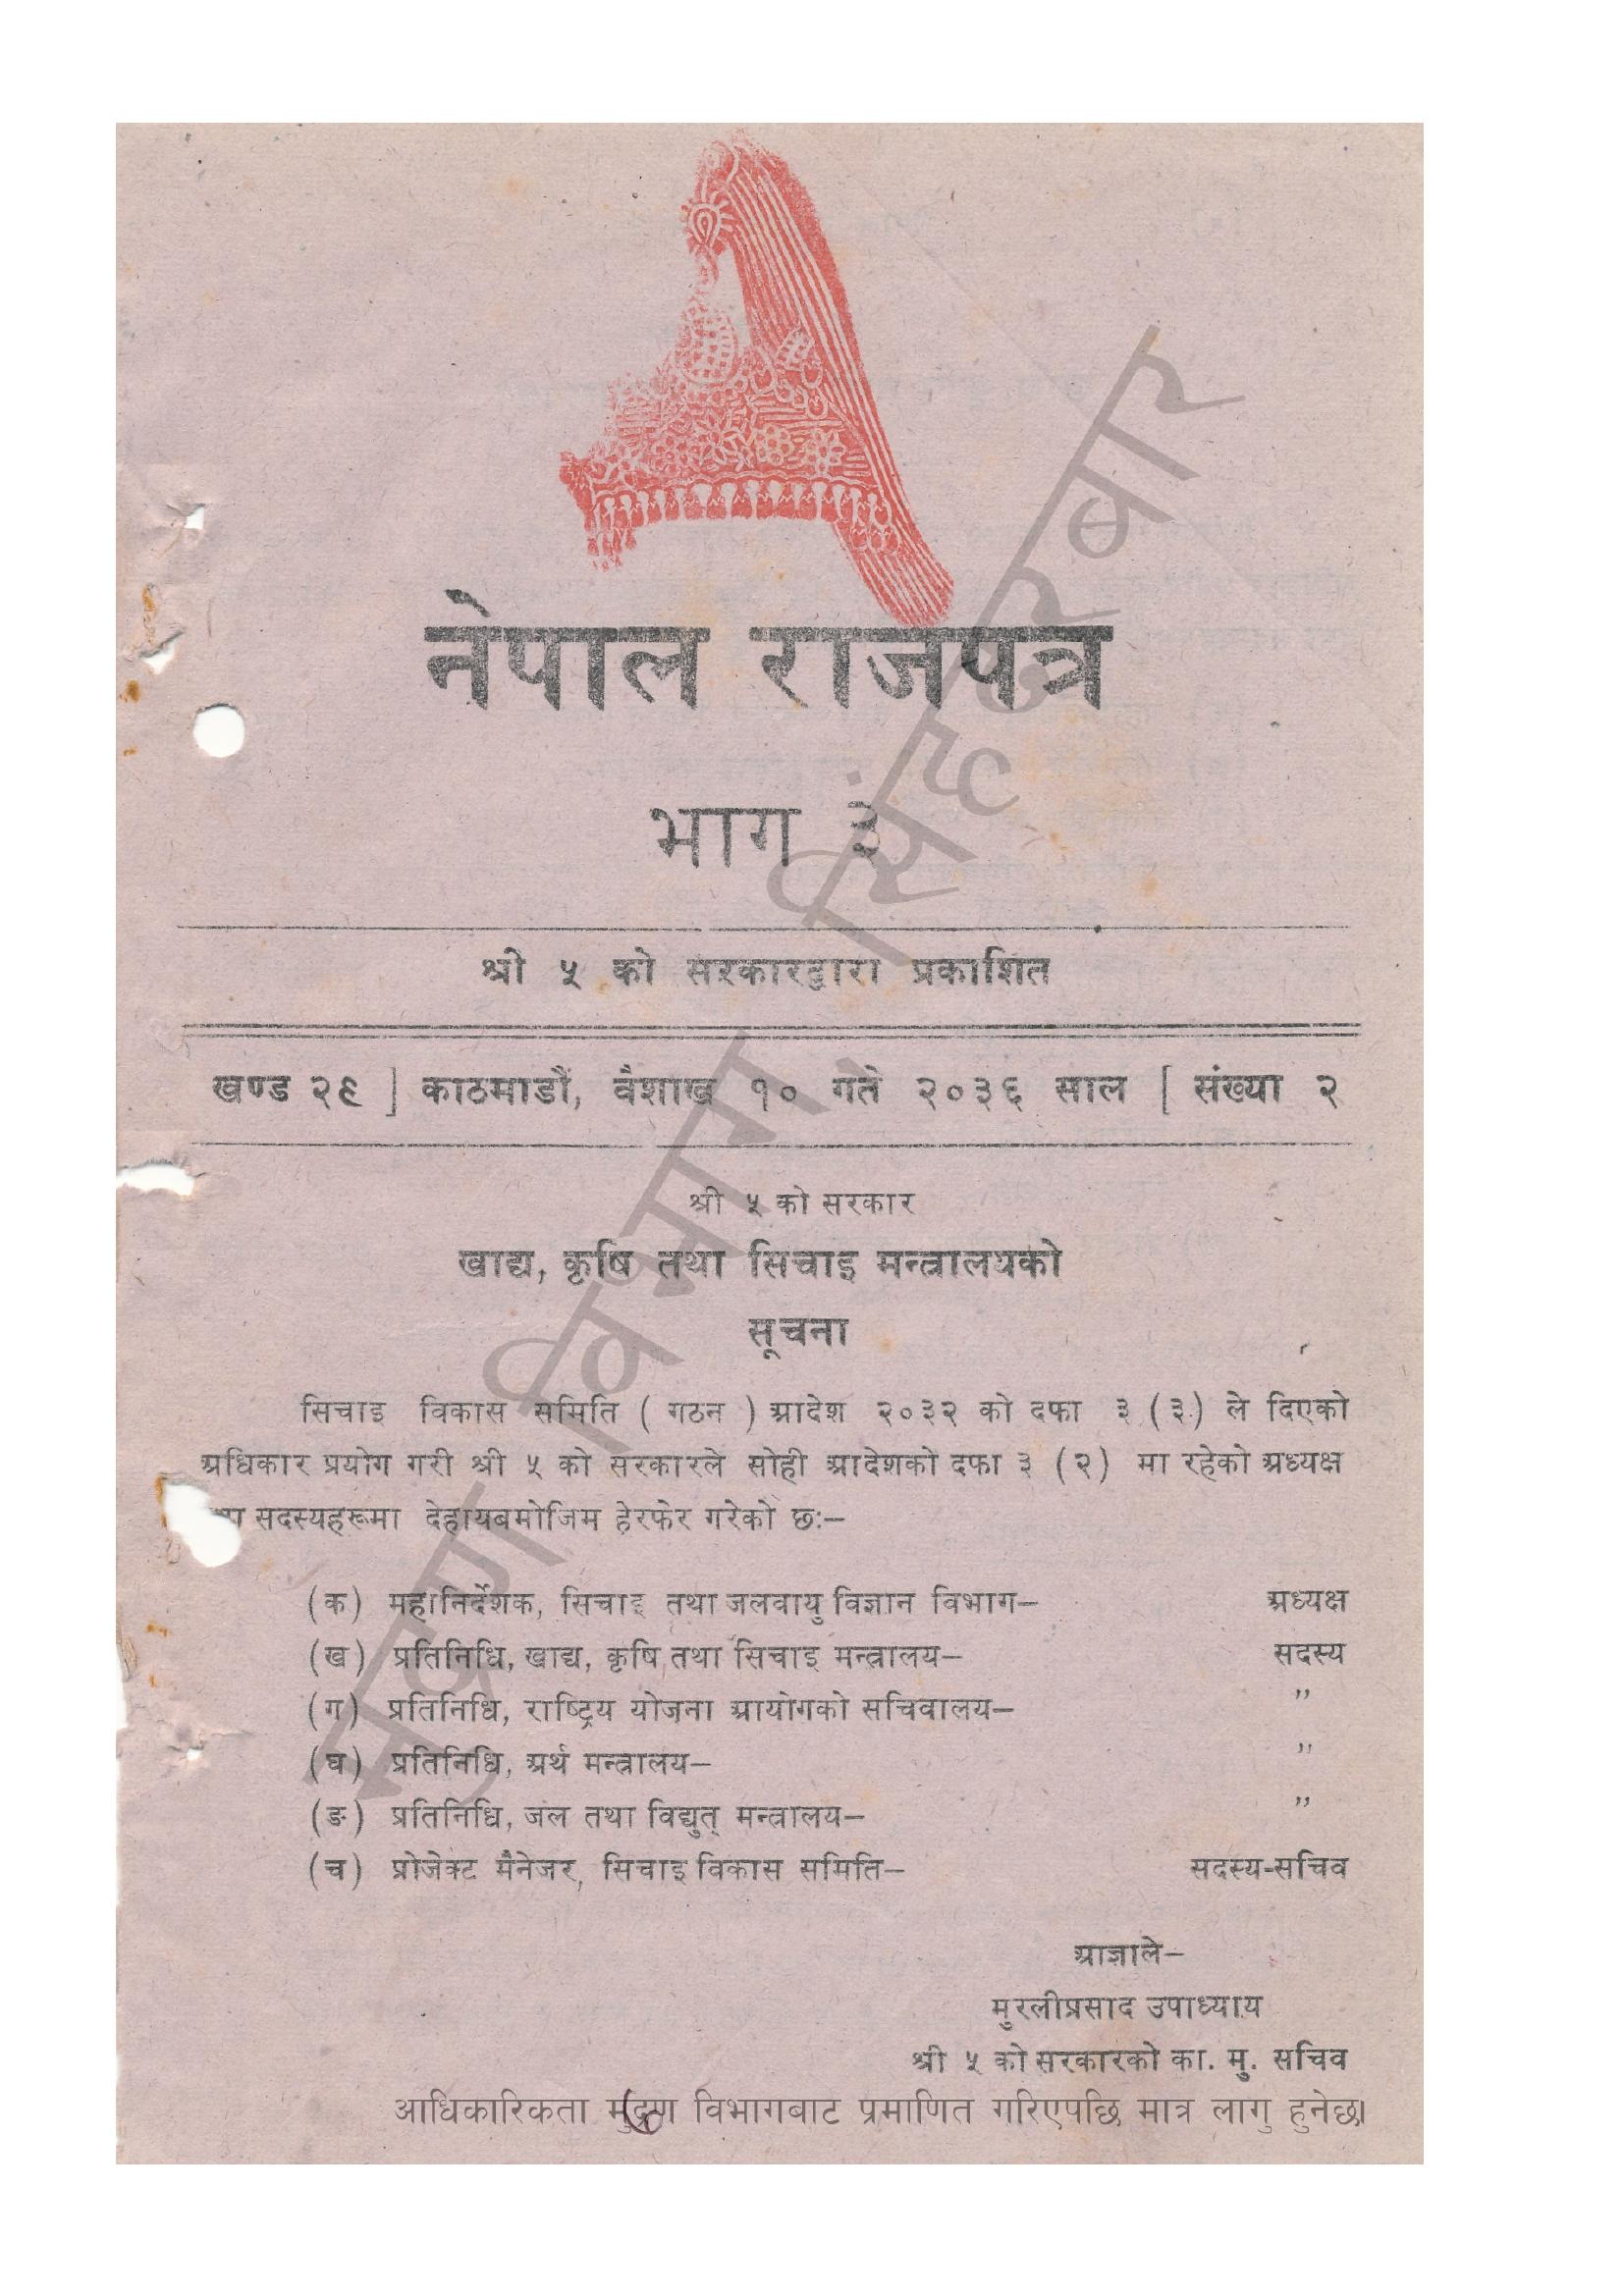 नेपाल राजपत्र
भाग ३
श्री ५ को सरकारद्वारा प्रकाशित
खण्ड २९ ] काठमाडौं, वैशाख १० गते २०३६ साल [ संख्या २
श्री ५ को सरकार
खाद्य, कृषि तथा सिचाइ मन्त्रालयको
सूचना
सिचाइ विकास समिति ( गठन ) आदेश २०३२ को दफा ३ (३) ले दिएको
अधिकार प्रयोग गरी श्री ५ को सरकारले सोही आदेशको दफा ३ (२) मा रहेको अध्यक्ष
सदस्यहरूमा देहायबमोजिम हेरफेर गरेको छः–
(क) महानिर्देशक, सिचाइ तथा जलवायु विज्ञान विभाग– अध्यक्ष
(ख) प्रतिनिधि, खाद्य, कृषि तथा सिचाइ मन्त्रालय– सदस्य
(ग) प्रतिनिधि, राष्ट्रिय योजना आयोगको सचिवालय– ”
(घ) प्रतिनिधि, अर्थ मन्त्रालय– ”
(ङ) प्रतिनिधि, जल तथा विद्युत् मन्त्रालय– ”
(च) प्रोजेक्ट मैनेजर, सिचाइ विकास समिति– सदस्य-सचिव
आज्ञाले–
मुरलीप्रसाद उपाध्याय
श्री ५ को सरकारको का. मु. सचिव
आधिकारिकता मुद्रण विभागबाट प्रमाणित गरिएपछि मात्र लागु हुनेछ।
मुद्रण विभाग, सिंहदरबार